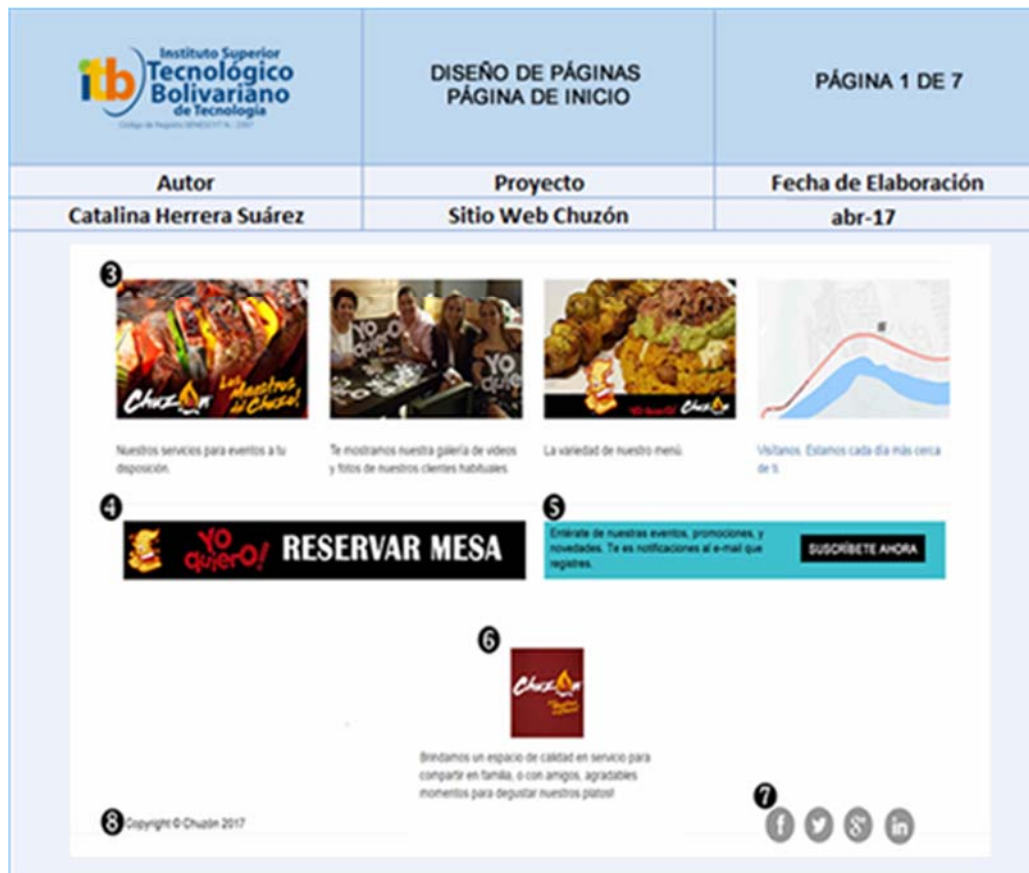 Instituto Superior
itb Tecnológico
Bolivariano
de Tecnología
DISEÑO DE PÁGINAS
PÁGINA DE INICIO
PÁGINA 1 DE 7
Autor
Proyecto
Fecha de Elaboración
Catalina Herrera Suárez
Sitio Web Chuzón
abr-17
3
Chuzón Los
Maestros
del Chuzo!
Yo
quierO
Yo
quiero
Chuzón
Nuestros servicios para eventos a tu
disposición.
Te mostramos nuestra galería de videos
y fotos de nuestros clientes habituales.
La variedad de nuestro menú.
Visítanos. Estamos cada día más cerca
de ti.
4
YO
quierO! RESERVAR MESA
5
Entérate de nuestras eventos, promociones, y
novedades. Te es notificaciones al e-mail que
registres.
SUSCRÍBETE AHORA
6
Chuzón
Brindamos un espacio de calidad en servicio para
compartir en familia, o con amigos, agradables
momentos para degustar nuestros platos!
7
8 Copyright © Chuzón 2017
f g+ in